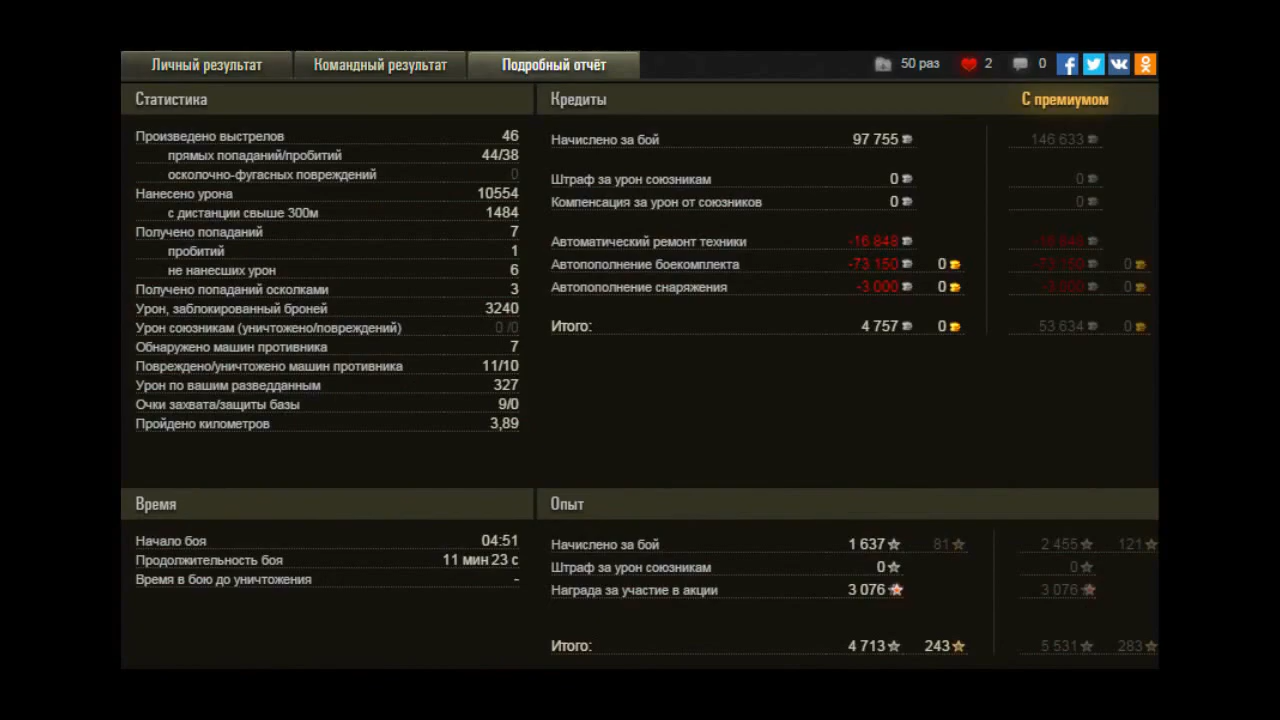 Личный результат Командный результат Подробный отчёт 50 раз 2 0
Статистика
Произведено выстрелов 46
прямых попаданий/пробитий 44/38
осколочно-фугасных повреждений 0
Нанесено урона 10554
с дистанции свыше 300м 1484
Получено попаданий 7
пробитий 1
не нанесших урон 6
Получено попаданий осколками 3
Урон, заблокированный броней 3240
Урон союзникам (уничтожено/повреждений) 0 /0
Обнаружено машин противника 7
Повреждено/уничтожено машин противника 11/10
Урон по вашим разведданным 327
Очки захвата/защиты базы 9/0
Пройдено километров 3,89
Кредиты С премиумом
Начислено за бой 97 755 146 633
Штраф за урон союзникам 0 0
Компенсация за урон от союзников 0 0
Автоматический ремонт техники -16 848 -16 848
Автопополнение боекомплекта -73 150 0 -73 150 0
Автопополнение снаряжения -3 000 0 -3 000 0
Итого: 4 757 0 53 634 0
Время
Начало боя 04:51
Продолжительность боя 11 мин 23 с
Время в бою до уничтожения -
Опыт
Начислено за бой 1 637 81 2 455 121
Штраф за урон союзникам 0 0
Награда за участие в акции 3 076 3 076
Итого: 4 713 243 5 531 283